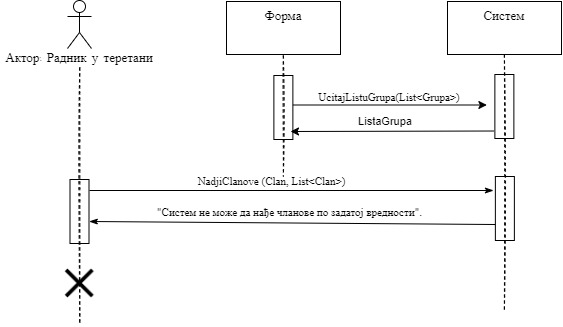 Форма
Систем
Актор: Радник у теретани
UcitajListuGrupa(List<Grupa>)
ListaGrupa
NadjiClanove (Clan, List<Clan>)
"Систем не може да нађе чланове по задатој вредности".